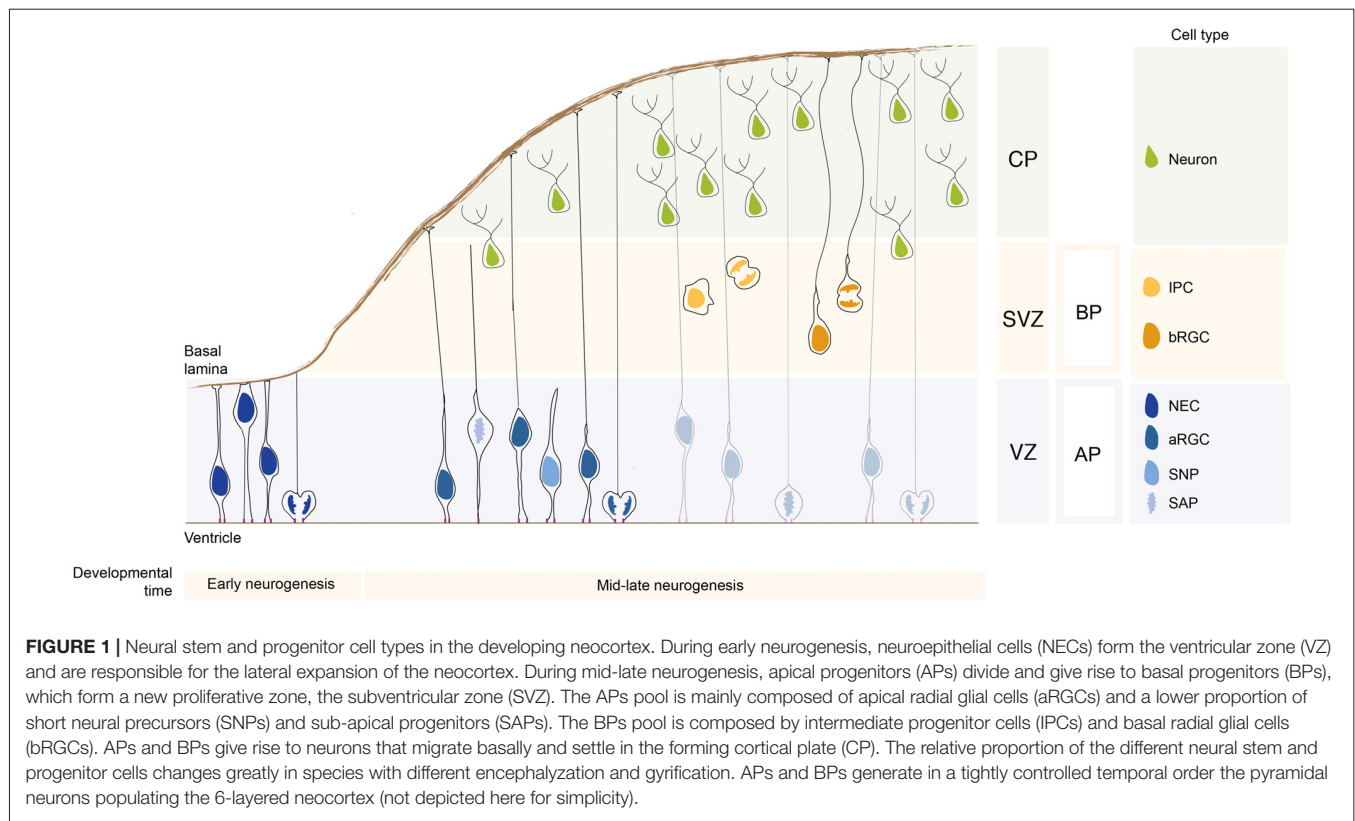 Cell type
CP
Neuron
SVZ
BP
IPC
bRGC
Basal
lamina
VZ
AP
NEC
aRGC
SNP
SAP
Ventricle
Developmental
time
Early neurogenesis
Mid-late neurogenesis
FIGURE 1 | Neural stem and progenitor cell types in the developing neocortex. During early neurogenesis, neuroepithelial cells (NECs) form the ventricular zone (VZ)
and are responsible for the lateral expansion of the neocortex. During mid-late neurogenesis, apical progenitors (APs) divide and give rise to basal progenitors (BPs),
which form a new proliferative zone, the subventricular zone (SVZ). The APs pool is mainly composed of apical radial glial cells (aRGCs) and a lower proportion of
short neural precursors (SNPs) and sub-apical progenitors (SAPs). The BPs pool is composed by intermediate progenitor cells (IPCs) and basal radial glial cells
(bRGCs). APs and BPs give rise to neurons that migrate basally and settle in the forming cortical plate (CP). The relative proportion of the different neural stem and
progenitor cells changes greatly in species with different encephalyzation and gyrification. APs and BPs generate in a tightly controlled temporal order the pyramidal
neurons populating the 6-layered neocortex (not depicted here for simplicity).